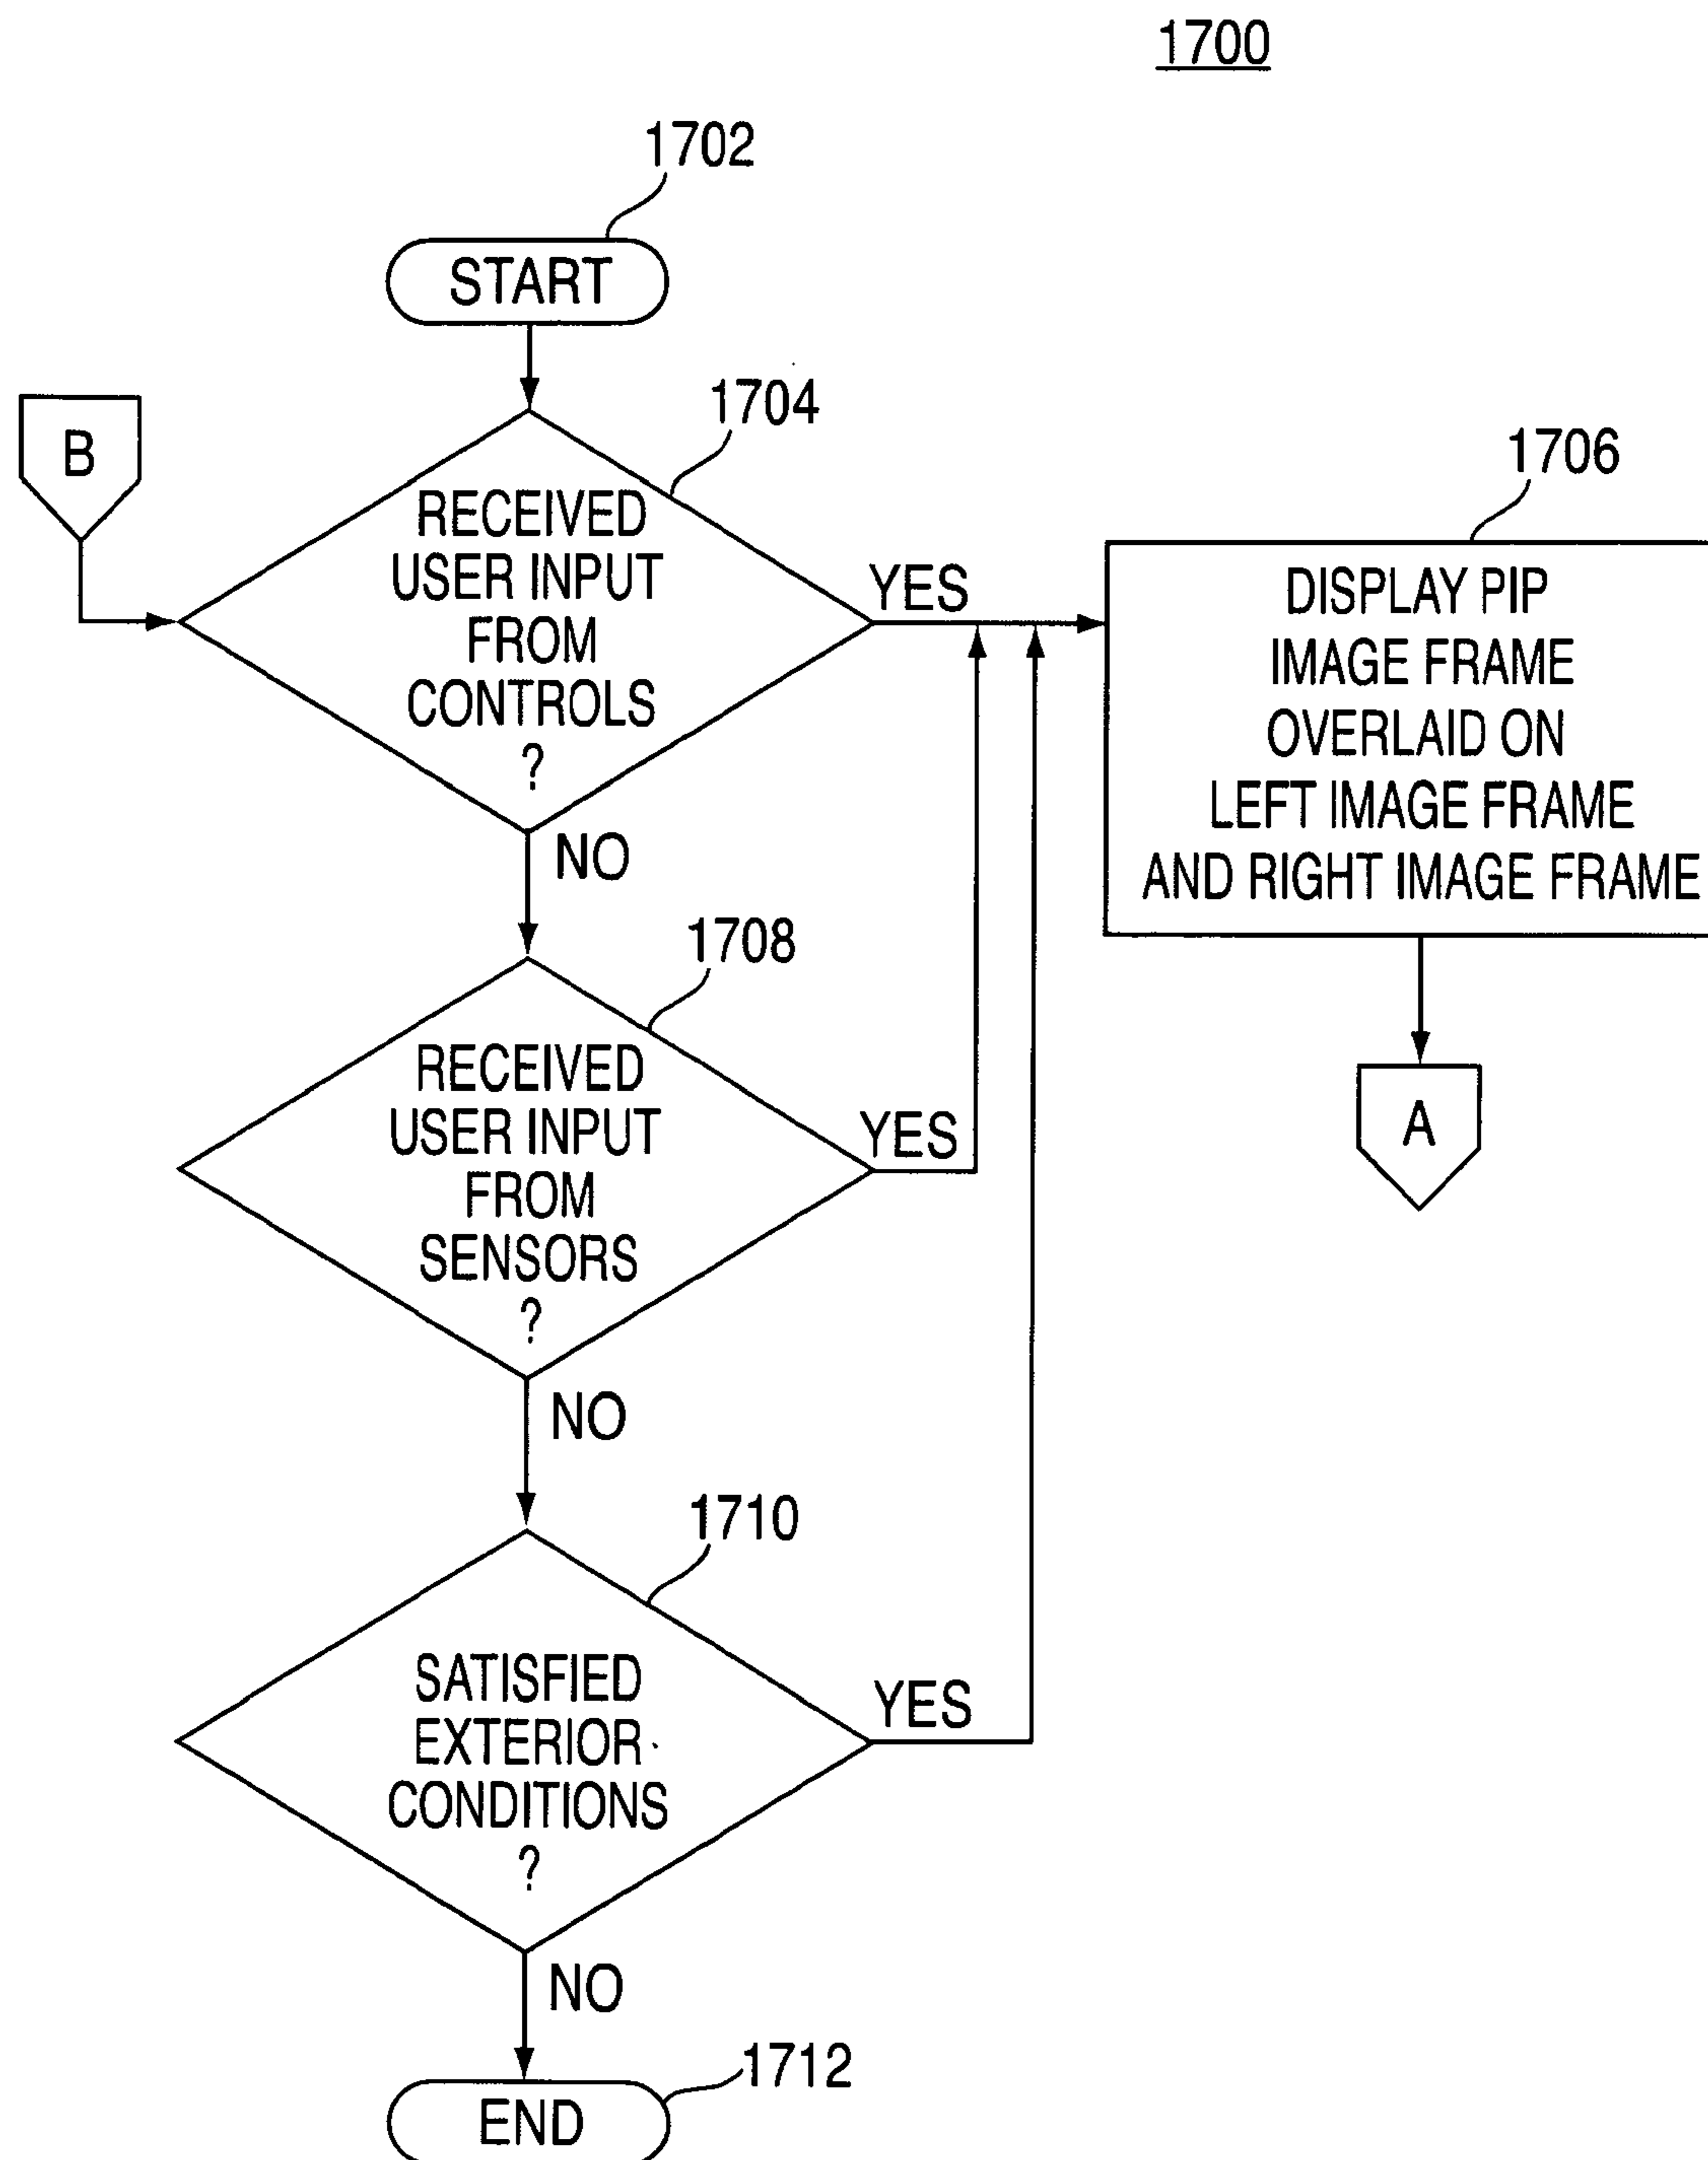 1700
1702
START
B
1704
RECEIVED
USER INPUT
FROM
CONTROLS
?
YES
NO
1706
DISPLAY PIP
IMAGE FRAME
OVERLAID ON
LEFT IMAGE FRAME
AND RIGHT IMAGE FRAME
A
1708
RECEIVED
USER INPUT
FROM
SENSORS
?
YES
NO
1710
SATISFIED
EXTERIOR
CONDITIONS
?
YES
NO
1712
END